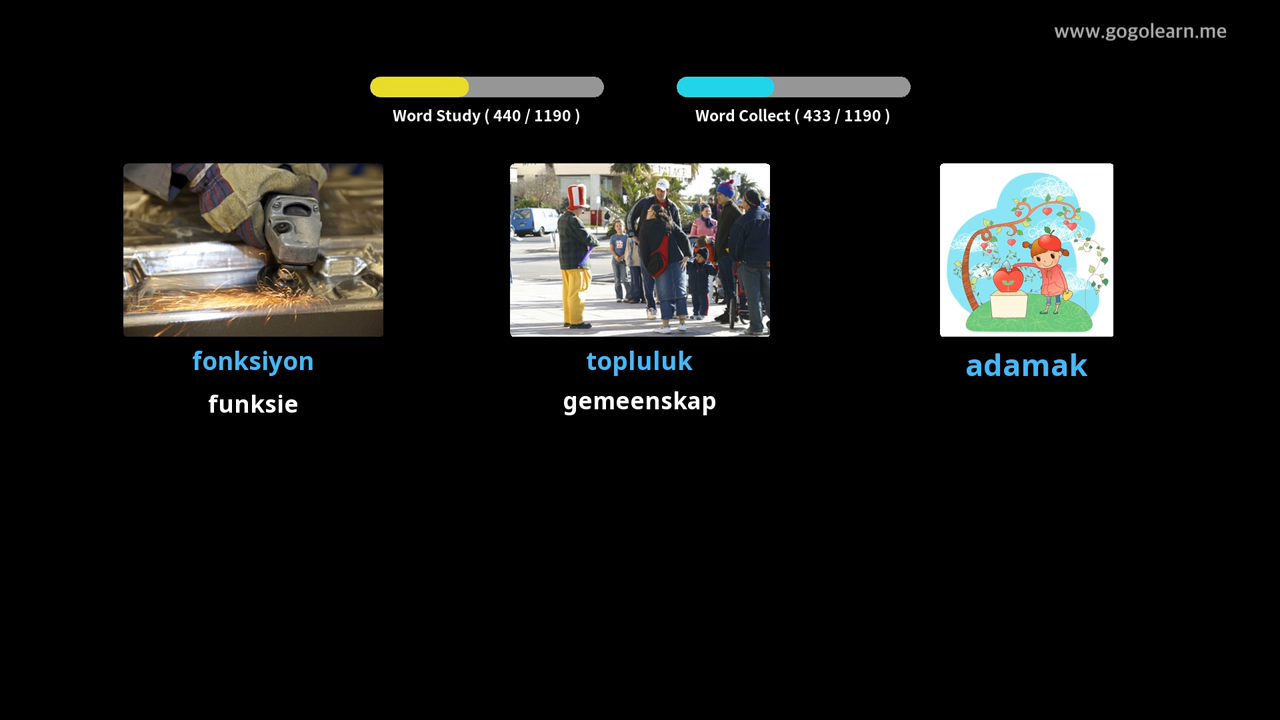 www.gogolearn.me
Word Study ( 440 / 1190 )
Word Collect ( 433 / 1190 )
fonksiyon
topluluk
adamak
funksie
gemeenskap